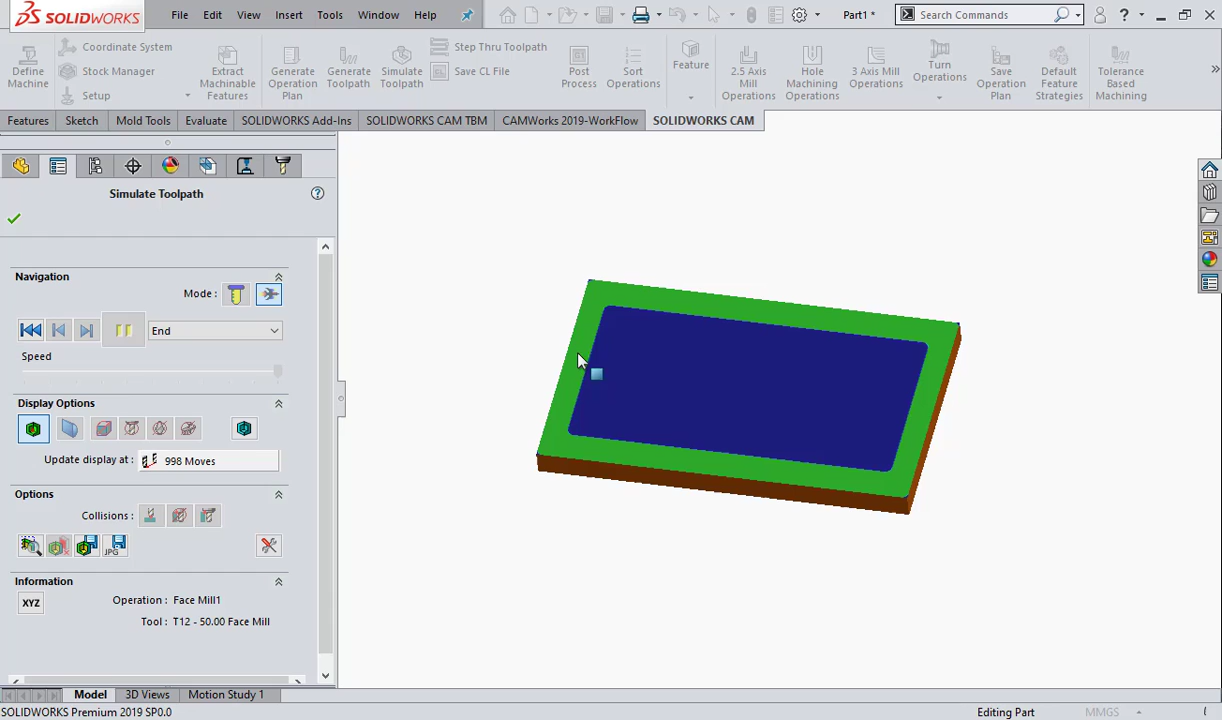 SOLIDWORKS File Edit View Insert Tools Window Help Part1 * Search Commands ?
Define Machine
Coordinate System
Stock Manager
Setup
Extract Machinable Features
Generate Operation Plan
Generate Toolpath
Simulate Toolpath
Step Thru Toolpath
Save CL File
Post Process
Sort Operations
Feature
2.5 Axis Mill Operations
Hole Machining Operations
3 Axis Mill Operations
Turn Operations
Save Operation Plan
Default Feature Strategies
Tolerance Based Machining
Features Sketch Mold Tools Evaluate SOLIDWORKS Add-Ins SOLIDWORKS CAM TBM CAMWorks 2019-WorkFlow SOLIDWORKS CAM
Simulate Toolpath ?
Navigation
Mode :
End
Speed
Display Options
Update display at : 998 Moves
Options
Collisions :
JPG
Information
XYZ Operation : Face Mill1
Tool : T12 - 50.00 Face Mill
Model 3D Views Motion Study 1
SOLIDWORKS Premium 2019 SP0.0 Editing Part MMGS